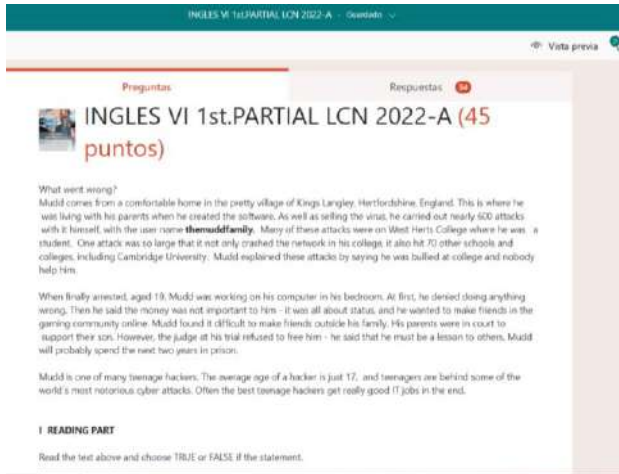 INGLES VI 1st.PARTIAL LCN 2022-A - Guardado
Vista previa
Preguntas
Respuestas 54
INGLES VI 1st.PARTIAL LCN 2022-A (45
puntos)
What went wrong?
Mudd comes from a comfortable home in the pretty village of Kings Langley, Hertfordshire, England. This is where he
was living with his parents when he created the software. As well as selling the virus, he carried out nearly 600 attacks
with it himself, with the user name themuddfamily. Many of these attacks were on West Herts College where he was a
student. One attack was so large that it not only crashed the network in his college, it also hit 70 other schools and
colleges, including Cambridge University. Mudd explained these attacks by saying he was bullied at college and nobody
help him.
When finally arrested, aged 19, Mudd was working on his computer in his bedroom. At first, he denied doing anything
wrong. Then he said the money was not important to him - it was all about status, and he wanted to make friends in the
gaming community online. Mudd found it difficult to make friends outside his family. His parents were in court to
support their son. However, the judge at his trial refused to free him - he said that he must be a lesson to others. Mudd
will probably spend the next two years in prison.
Mudd is one of many teenage hackers. The average age of a hacker is just 17, and teenagers are behind some of the
world's most notorious cyber attacks. Often the best teenage hackers get really good IT jobs in the end.
I READING PART
Read the text above and choose TRUE or FALSE if the statement.